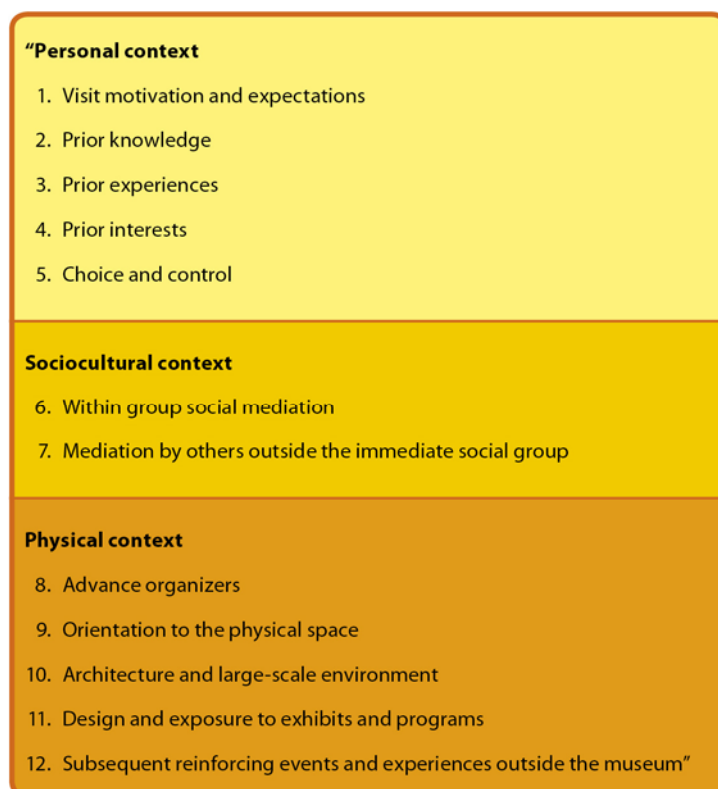 “Personal context
1. Visit motivation and expectations
2. Prior knowledge
3. Prior experiences
4. Prior interests
5. Choice and control
Sociocultural context
6. Within group social mediation
7. Mediation by others outside the immediate social group
Physical context
8. Advance organizers
9. Orientation to the physical space
10. Architecture and large-scale environment
11. Design and exposure to exhibits and programs
12. Subsequent reinforcing events and experiences outside the museum”